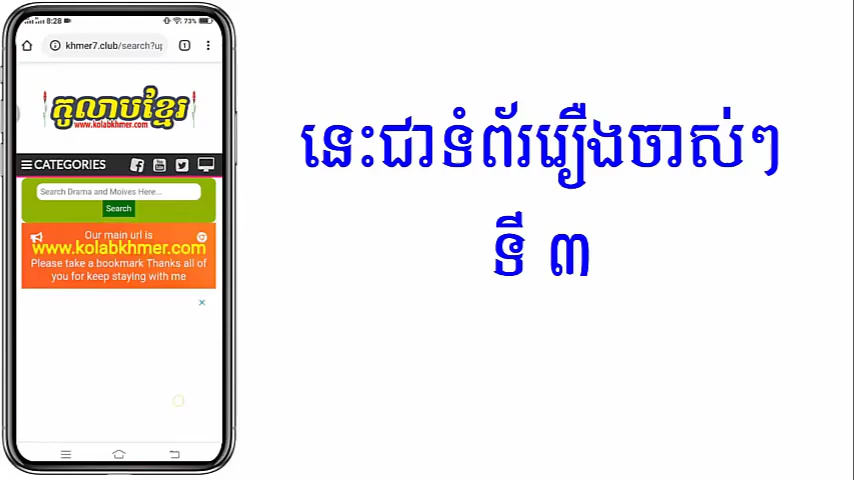 8:28
73%
khmer7.club/search?up
1
កូលាបខ្មែរ
www.kolabkhmer.com
CATEGORIES
Search Drama and Moives Here...
Search
Our main url is
www.kolabkhmer.com
Please take a bookmark Thanks all of
you for keep staying with me
នេះជាទំព័ររឿងចាស់ៗ
ទី ៣